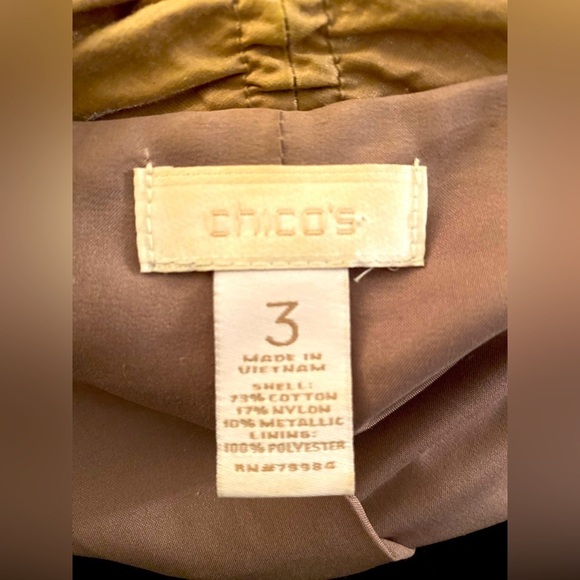 chico's
3
MADE IN
VIETNAM
SHELL:
73% COTTON
17% NYLON
10% METALLIC
LINING:
100% POLYESTER
RN#79984